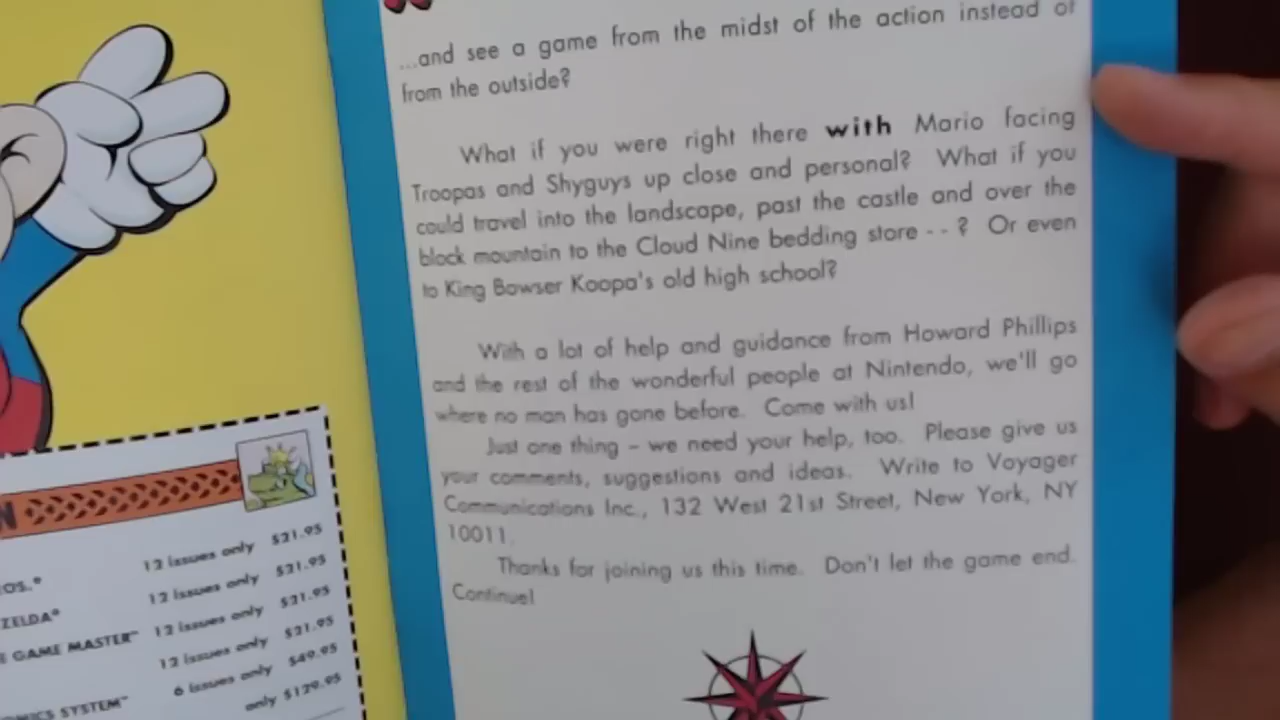 ...and see a game from the midst of the action instead of
from the outside?
What if you were right there with Mario facing
Troopas and Shyguys up close and personal? What if you
could travel into the landscape, past the castle and over the
block mountain to the Cloud Nine bedding store - - ? Or even
to King Bowser Koopa's old high school?
With a lot of help and guidance from Howard Phillips
and the rest of the wonderful people at Nintendo, we'll go
where no man has gone before. Come with us!
Just one thing – we need your help, too. Please give us
your comments, suggestions and ideas. Write to Voyager
Communications Inc., 132 West 21st Street, New York, NY
10011.
Thanks for joining us this time. Don't let the game end.
Continue!
N
OS.® 12 issues only $21.95
ZELDA® 12 issues only $21.95
E GAME MASTER™ 12 issues only $21.95
12 issues only $21.95
6 issues only $49.95
OMICS SYSTEM™ only $129.95